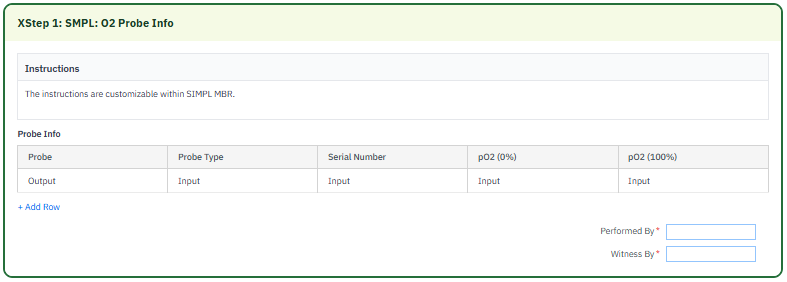 XStep 1: SMPL: O2 Probe Info
Instructions
The instructions are customizable within SIMPL MBR.
Probe Info
Probe Probe Type Serial Number pO2 (0%) pO2 (100%)
Output Input Input Input Input
+ Add Row
Performed By*
Witness By*